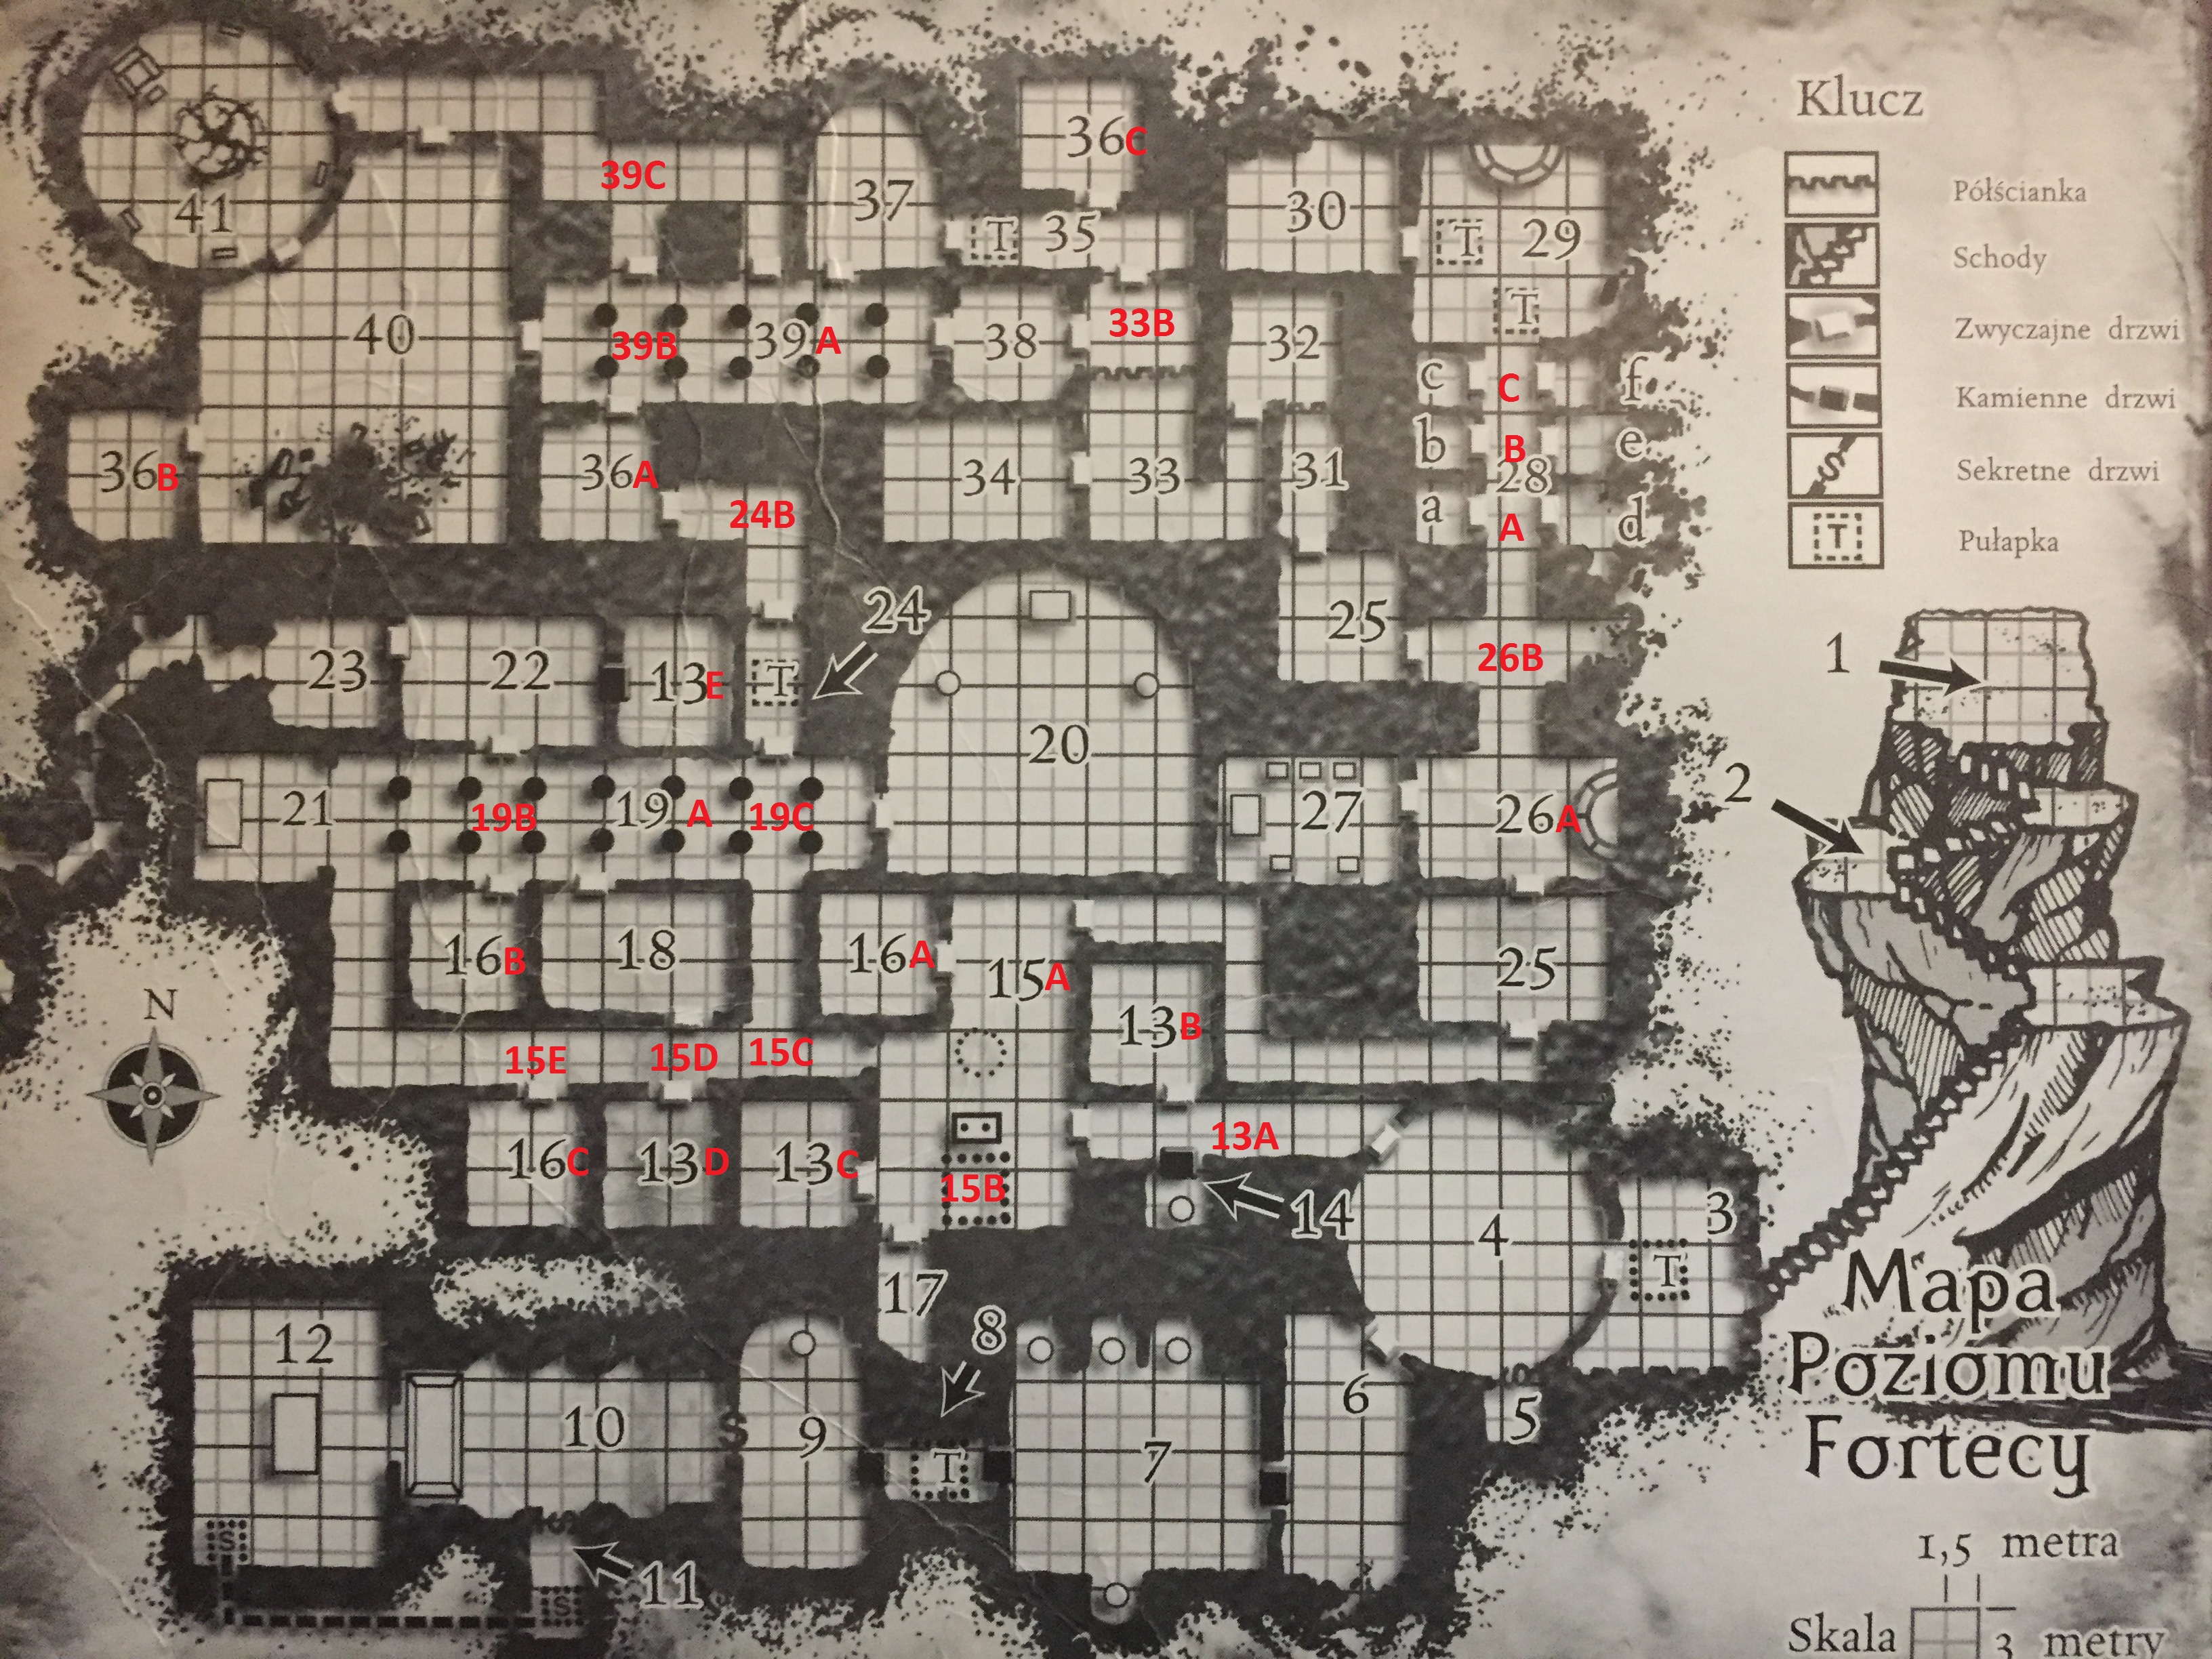 Klucz
Półścianka
Schody
Zwyczajne drzwi
Kamienne drzwi
Sekretne drzwi
S
Pułapka
T
1
2
Mapa
Poziomu
Fortecy
1,5 metra
Skala
3 metry
N
41
39C
37
36C
T 35
30
T 29
T
40
39B
39A
38
33B
32
c C f
b B e
28
a A d
36B
36A
24B
34
33
31
24
25
26B
23
22
13E
T
20
21
19B
19A
19C
27
26A
16B
18
16A
15A
13B
25
15E
15D
15C
13A
16C
13D
13C
15B
14
4
3
T
17
8
12
10
S
9
T
7
6
5
S
S
11
S